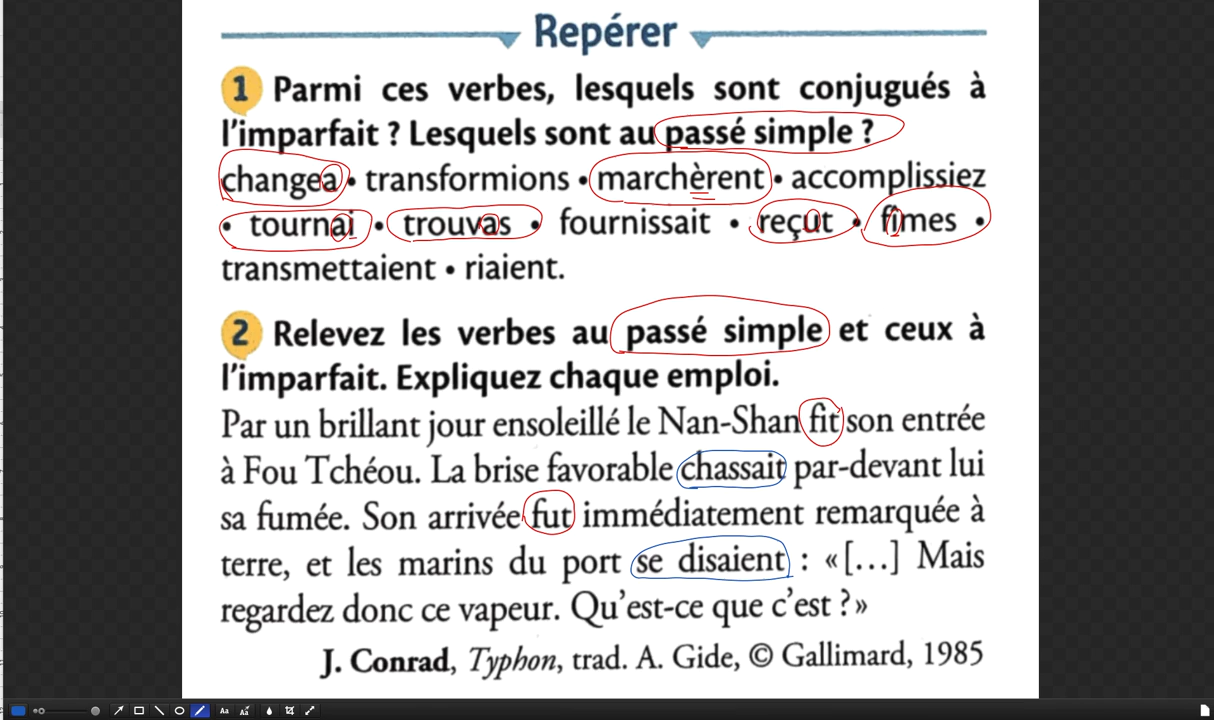 Repérer
1 Parmi ces verbes, lesquels sont conjugués à
l'imparfait ? Lesquels sont au passé simple ?
changea • transformions • marchèrent • accomplissiez
• tournai • trouvas • fournissait • reçut • fîmes •
transmettaient • riaient.
2 Relevez les verbes au passé simple et ceux à
l'imparfait. Expliquez chaque emploi.
Par un brillant jour ensoleillé le Nan-Shan fit son entrée
à Fou Tchéou. La brise favorable chassait par-devant lui
sa fumée. Son arrivée fut immédiatement remarquée à
terre, et les marins du port se disaient : « [...] Mais
regardez donc ce vapeur. Qu'est-ce que c'est ? »
J. Conrad, Typhon, trad. A. Gide, © Gallimard, 1985
Aa Aa